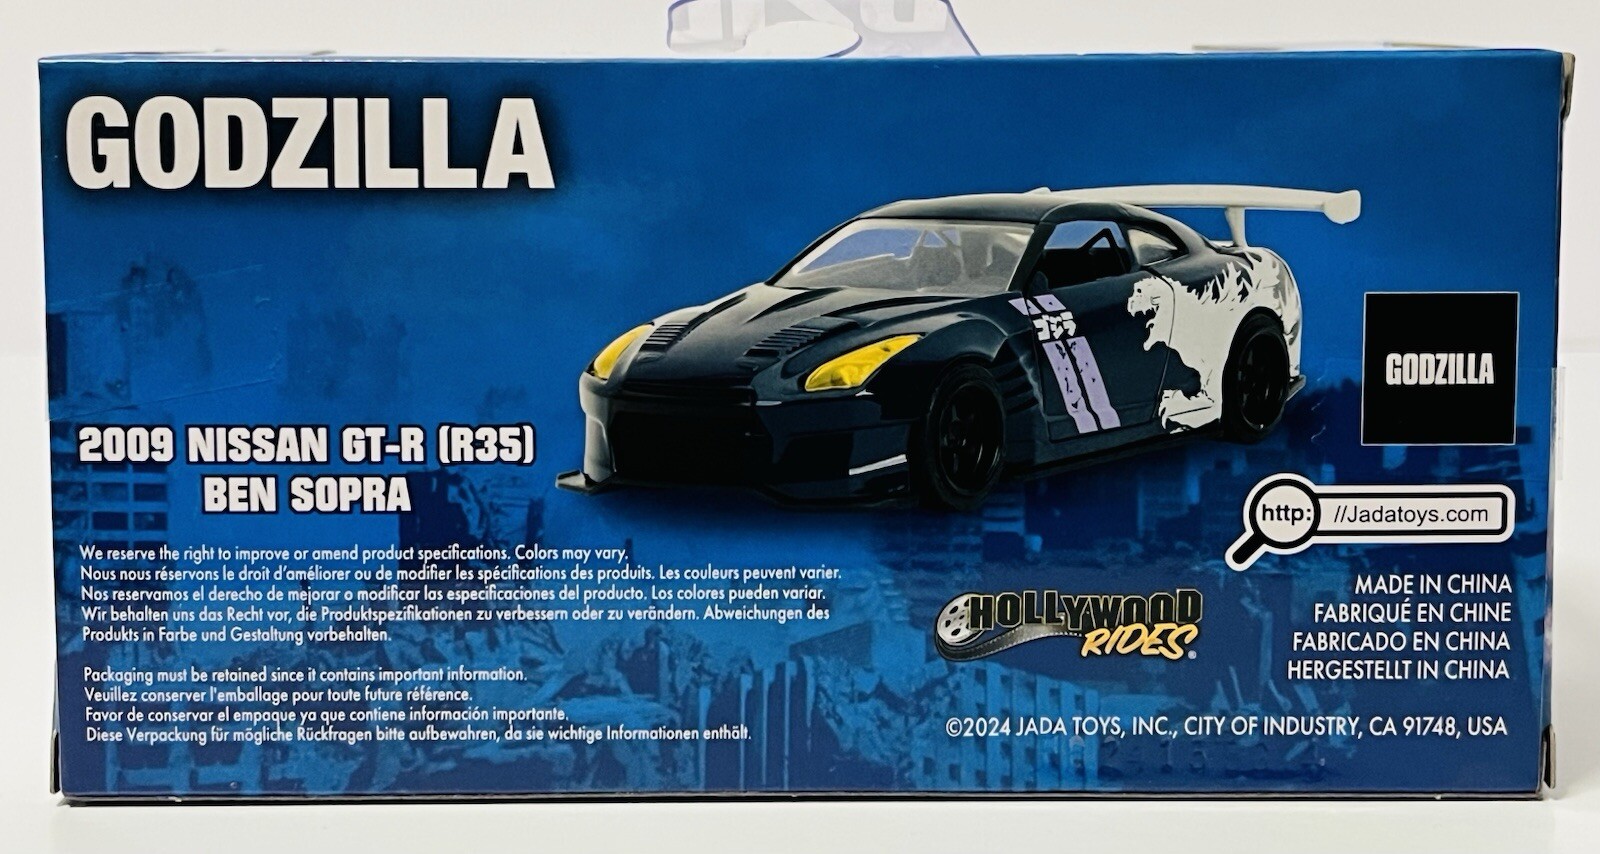 GODZILLA
ゴジラ
GODZILLA
2009 NISSAN GT-R (R35)
BEN SOPRA
http: //Jadatoys.com
We reserve the right to improve or amend product specifications. Colors may vary.
Nous nous réservons le droit d'améliorer ou de modifier les spécifications des produits. Les couleurs peuvent varier.
Nos reservamos el derecho de mejorar o modificar las especificaciones del producto. Los colores pueden variar.
Wir behalten uns das Recht vor, die Produktspezifikationen zu verbessern oder zu verändern. Abweichungen des
Produkts in Farbe und Gestaltung vorbehalten.
Packaging must be retained since it contains important information.
Veuillez conserver l'emballage pour toute future référence.
Favor de conservar el empaque ya que contiene información importante.
Diese Verpackung für mögliche Rückfragen bitte aufbewahren, da sie wichtige Informationen enthält.
HOLLYWOOD
RIDES®
MADE IN CHINA
FABRIQUÉ EN CHINE
FABRICADO EN CHINA
HERGESTELLT IN CHINA
©2024 JADA TOYS, INC., CITY OF INDUSTRY, CA 91748, USA